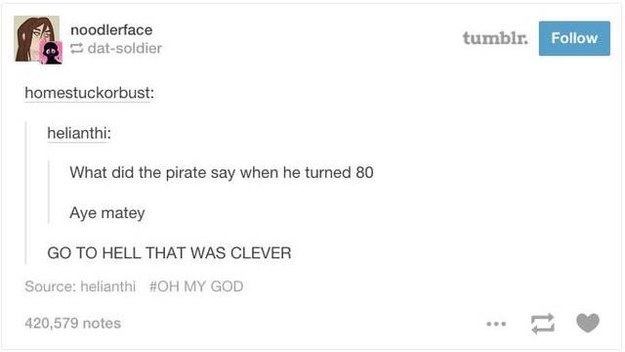 noodlerface
dat-soldier
tumblr.
Follow
homestuckorbust:
helianthi:
What did the pirate say when he turned 80
Aye matey
GO TO HELL THAT WAS CLEVER
Source: helianthi #OH MY GOD
420,579 notes